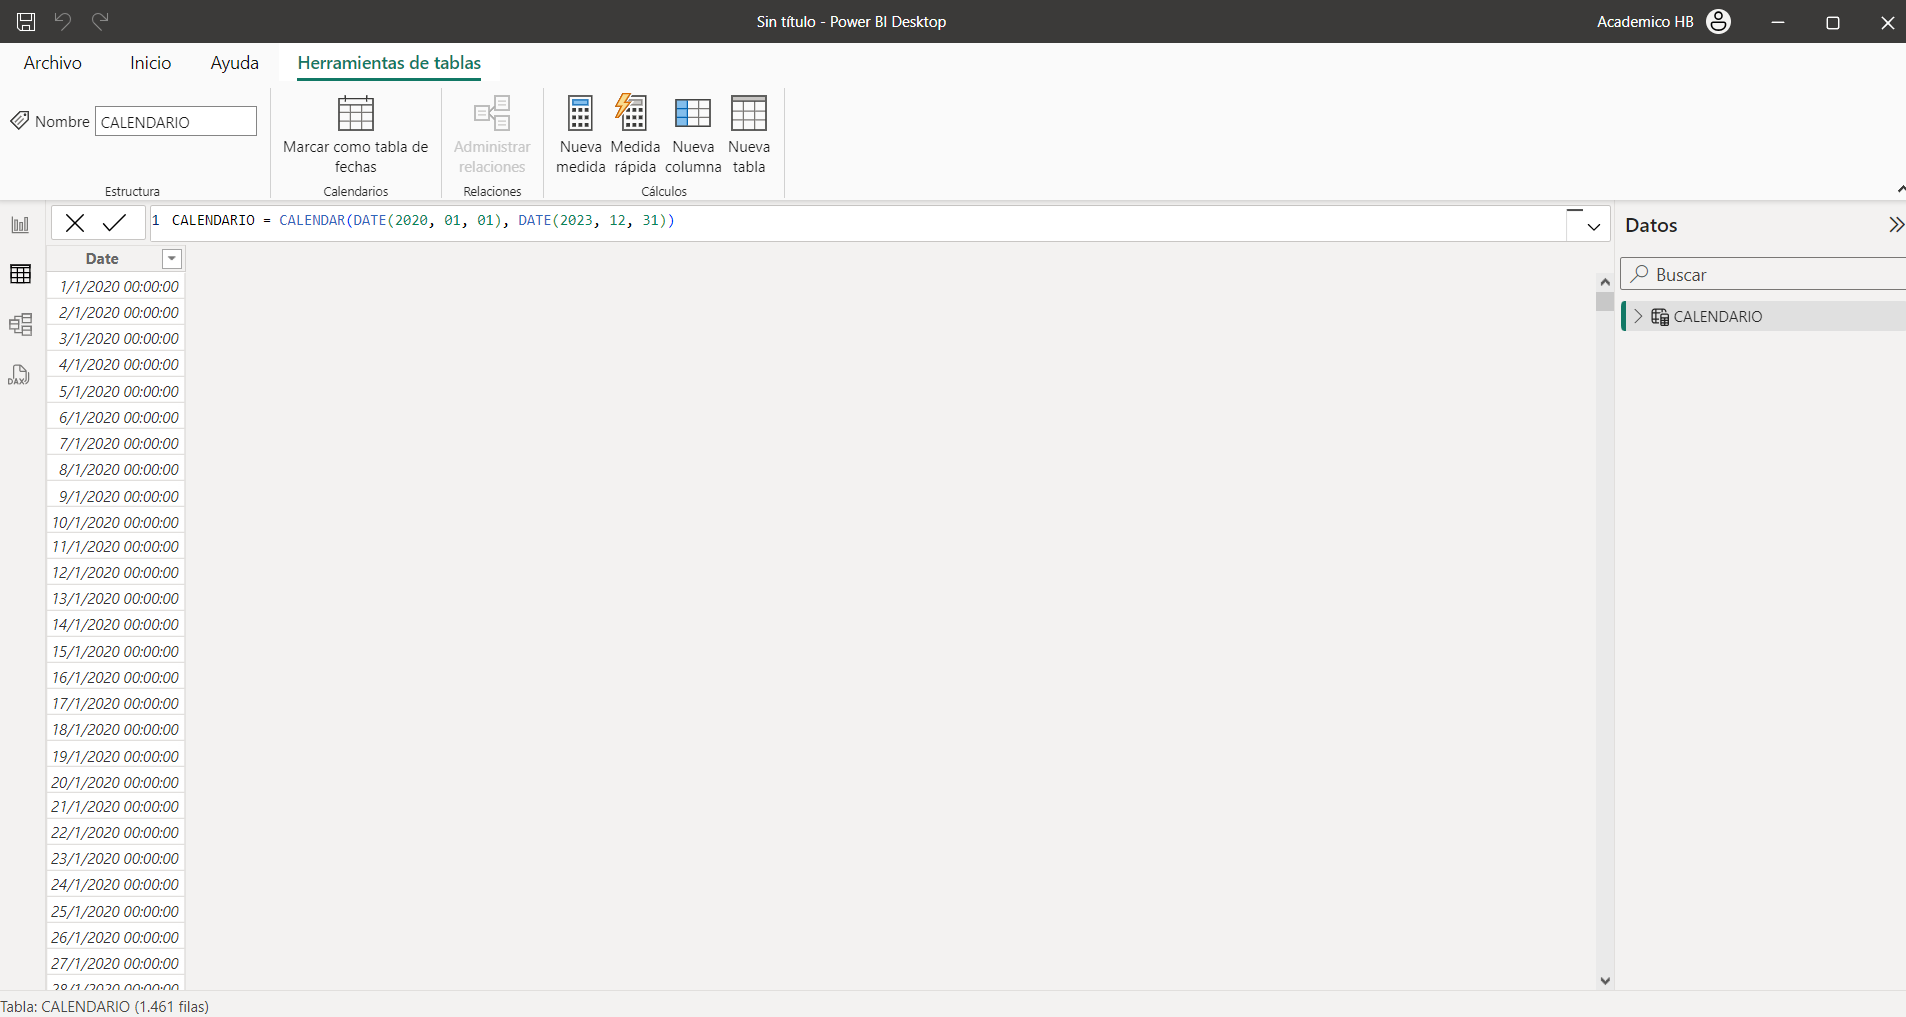 Sin título - Power BI Desktop
Academico HB
Archivo Inicio Ayuda Herramientas de tablas
Nombre CALENDARIO
Marcar como tabla de
fechas
Administrar
relaciones
Nueva
medida
Medida
rápida
Nueva
columna
Nueva
tabla
Estructura Calendarios Relaciones Cálculos
1 CALENDARIO = CALENDAR(DATE(2020, 01, 01), DATE(2023, 12, 31))
Datos
Buscar
CALENDARIO
DAX
Date
1/1/2020 00:00:00
2/1/2020 00:00:00
3/1/2020 00:00:00
4/1/2020 00:00:00
5/1/2020 00:00:00
6/1/2020 00:00:00
7/1/2020 00:00:00
8/1/2020 00:00:00
9/1/2020 00:00:00
10/1/2020 00:00:00
11/1/2020 00:00:00
12/1/2020 00:00:00
13/1/2020 00:00:00
14/1/2020 00:00:00
15/1/2020 00:00:00
16/1/2020 00:00:00
17/1/2020 00:00:00
18/1/2020 00:00:00
19/1/2020 00:00:00
20/1/2020 00:00:00
21/1/2020 00:00:00
22/1/2020 00:00:00
23/1/2020 00:00:00
24/1/2020 00:00:00
25/1/2020 00:00:00
26/1/2020 00:00:00
27/1/2020 00:00:00
28/1/2020 00:00:00
Tabla: CALENDARIO (1.461 filas)